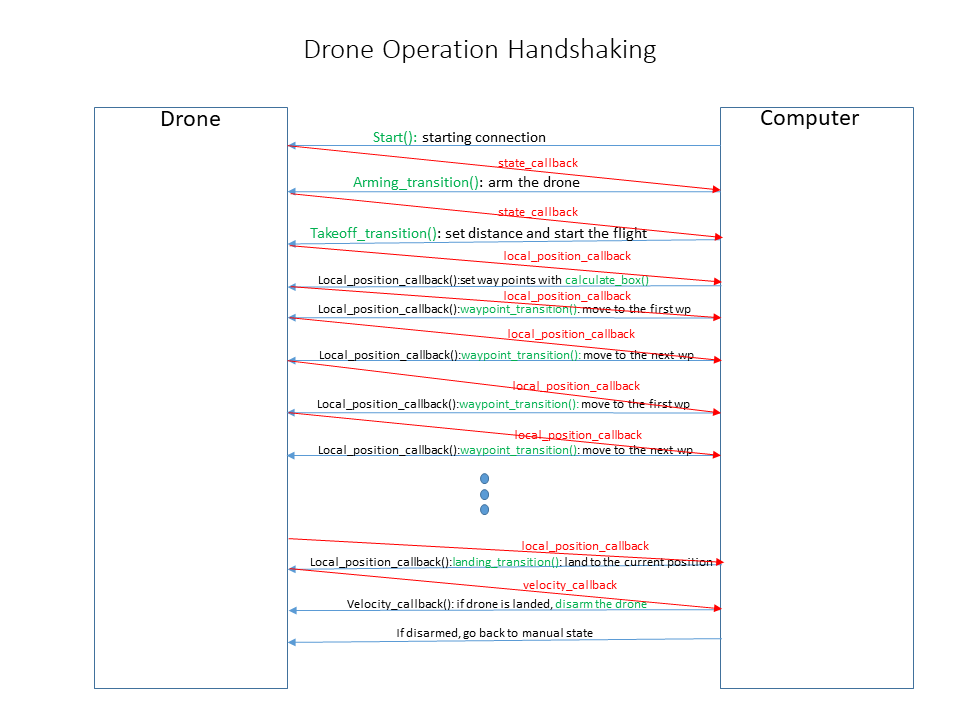 Drone Operation Handshaking
Drone
Computer
Start(): starting connection
state_callback
Arming_transition(): arm the drone
state_callback
Takeoff_transition(): set distance and start the flight
local_position_callback
Local_position_callback():set way points with calculate_box()
local_position_callback
Local_position_callback():waypoint_transition(): move to the first wp
local_position_callback
Local_position_callback():waypoint_transition(): move to the next wp
local_position_callback
Local_position_callback():waypoint_transition(): move to the first wp
local_position_callback
Local_position_callback():waypoint_transition(): move to the next wp
local_position_callback
Local_position_callback():landing_transition(): land to the current position
velocity_callback
Velocity_callback(): if drone is landed, disarm the drone
If disarmed, go back to manual state